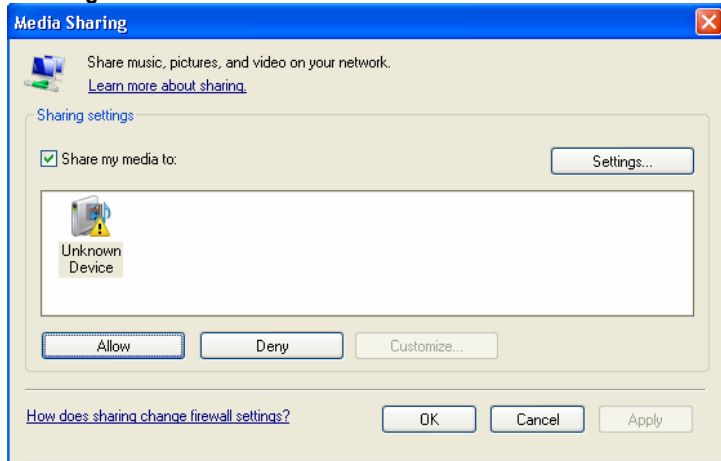 Media Sharing
Share music, pictures, and video on your network.
Learn more about sharing.
Sharing settings
Share my media to:
Settings...
Unknown
Device
Allow
Deny
Customize...
How does sharing change firewall settings?
OK
Cancel
Apply